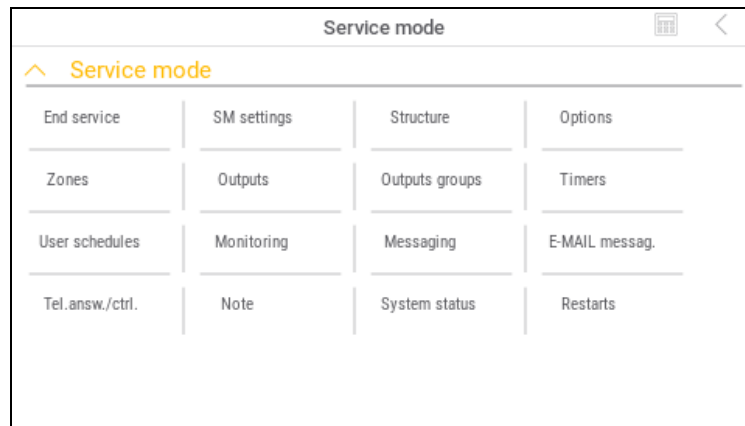 Service mode
Service mode
End service SM settings Structure Options
Zones Outputs Outputs groups Timers
User schedules Monitoring Messaging E-MAIL messag.
Tel.answ./ctrl. Note System status Restarts